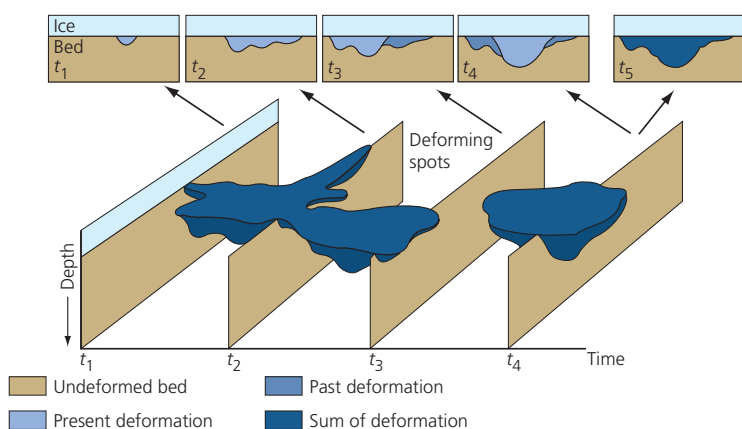 Ice
Bed
t1
t2
t3
t4
t5
Deforming
spots
Depth
t1
t2
t3
t4
Time
Undeformed bed
Past deformation
Present deformation
Sum of deformation